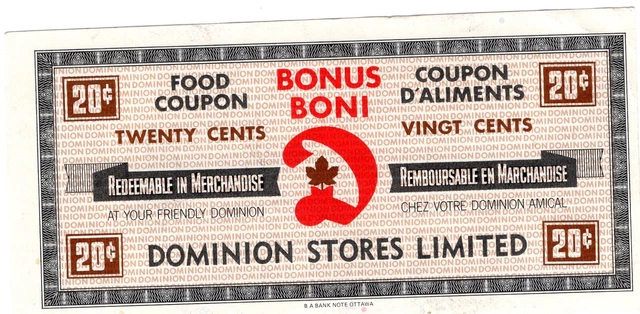 20¢
FOOD
COUPON
TWENTY CENTS
BONUS
BONI
COUPON
D'ALIMENTS
VINGT CENTS
20¢
REDEEMABLE IN MERCHANDISE
AT YOUR FRIENDLY DOMINION
REMBOURSABLE EN MARCHANDISE
CHEZ VOTRE DOMINION AMICAL
20¢
DOMINION STORES LIMITED
20¢
B A BANK NOTE OTTAWA